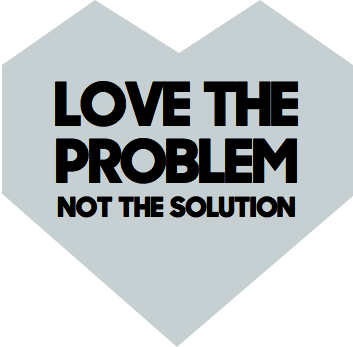 LOVE THE
PROBLEM
NOT THE SOLUTION